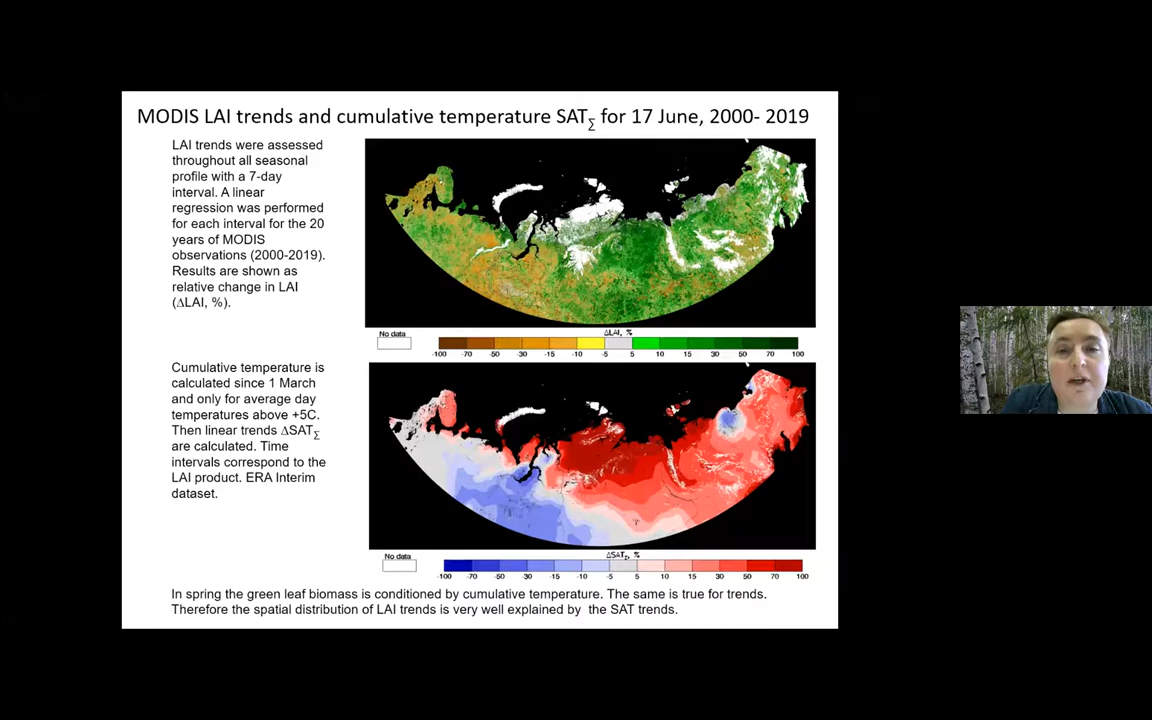 MODIS LAI trends and cumulative temperature SAT∑ for 17 June, 2000- 2019
LAI trends were assessed
throughout all seasonal
profile with a 7-day
interval. A linear
regression was performed
for each interval for the 20
years of MODIS
observations (2000-2019).
Results are shown as
relative change in LAI
(∆LAI, %).
No data
∆LAI, %
-100 -70 -50 -30 -15 -10 -5 5 10 15 30 50 70 100
Cumulative temperature is
calculated since 1 March
and only for average day
temperatures above +5C.
Then linear trends ∆SAT∑
are calculated. Time
intervals correspond to the
LAI product. ERA Interim
dataset.
No data
∆SAT∑, %
-100 -70 -50 -30 -15 -10 -5 5 10 15 30 50 70 100
In spring the green leaf biomass is conditioned by cumulative temperature. The same is true for trends.
Therefore the spatial distribution of LAI trends is very well explained by the SAT trends.